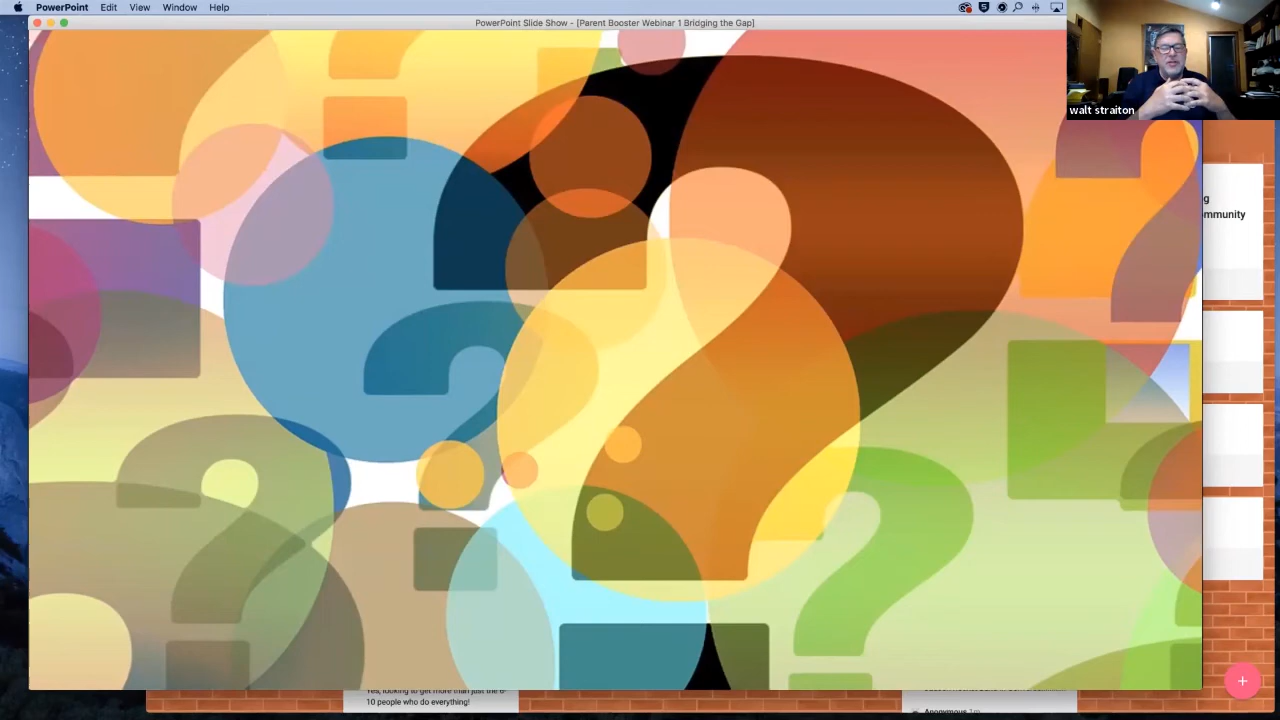 PowerPoint Edit View Window Help
PowerPoint Slide Show - [Parent Booster Webinar 1 Bridging the Gap]
walt straiton
Yes, looking to get more than just the 8-
10 people who do everything!
Anonymous 1m